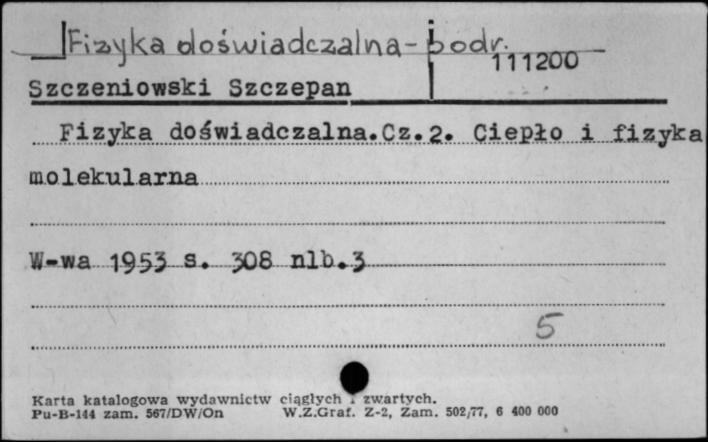 Fizyka doświadczalna - podr.
111200
Szczeniowski Szczepan
Fizyka doświadczalna.Cz.2. Ciepło i fizyka
molekularna
W-wa 1953 s. 308 nlb.3
5
Karta katalogowa wydawnictw ciągłych i zwartych.
Pu-B-144 zam. 567/DW/On W.Z.Graf. Z-2, Zam. 502/77, 6 400 000